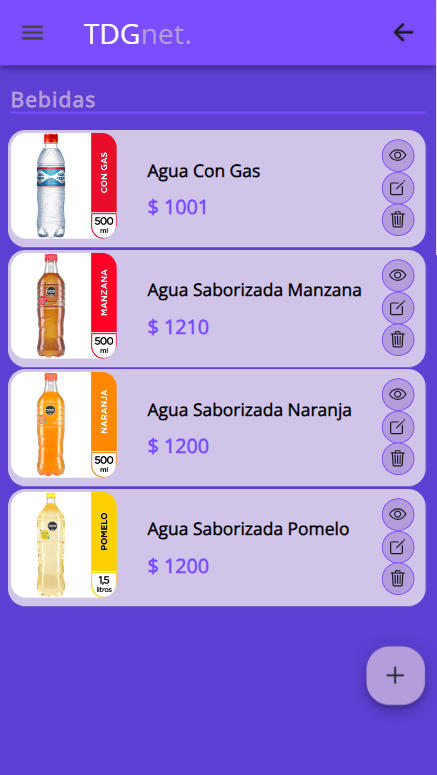 TDGnet.
Bebidas
CON GAS
500
ml
Agua Con Gas
$ 1001
MANZANA
500
ml
Agua Saborizada Manzana
$ 1210
NARANJA
500
ml
Agua Saborizada Naranja
$ 1200
POMELO
1,5
litros
Agua Saborizada Pomelo
$ 1200